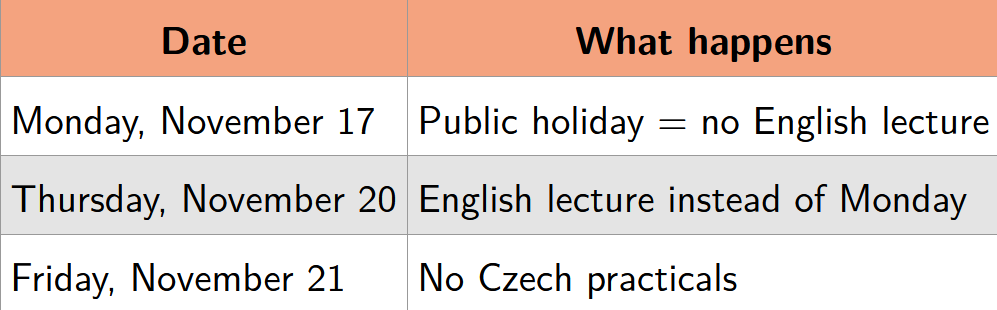 Date What happens
Monday, November 17 Public holiday = no English lecture
Thursday, November 20 English lecture instead of Monday
Friday, November 21 No Czech practicals